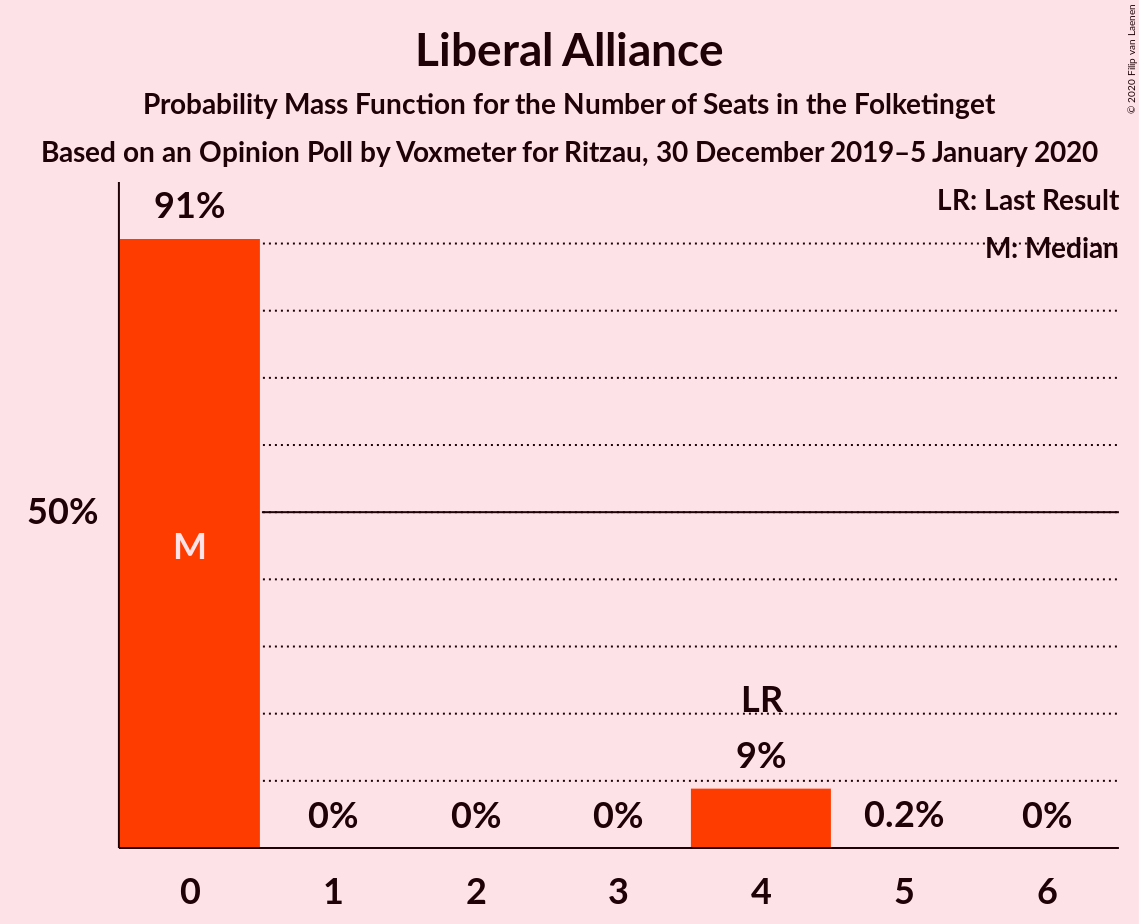 Liberal Alliance
Probability Mass Function for the Number of Seats in the Folketinget
Based on an Opinion Poll by Voxmeter for Ritzau, 30 December 2019–5 January 2020
© 2020 Filip van Laenen
LR: Last Result
M: Median
91%
50%
M
LR
9%
0%
0%
0%
0.2%
0%
0 1 2 3 4 5 6